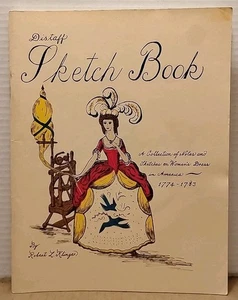 Distaff
Sketch Book
A Collection of Notes and
Sketches on Women's Dress
in America
1774-1783
By
Robert L. Klinger